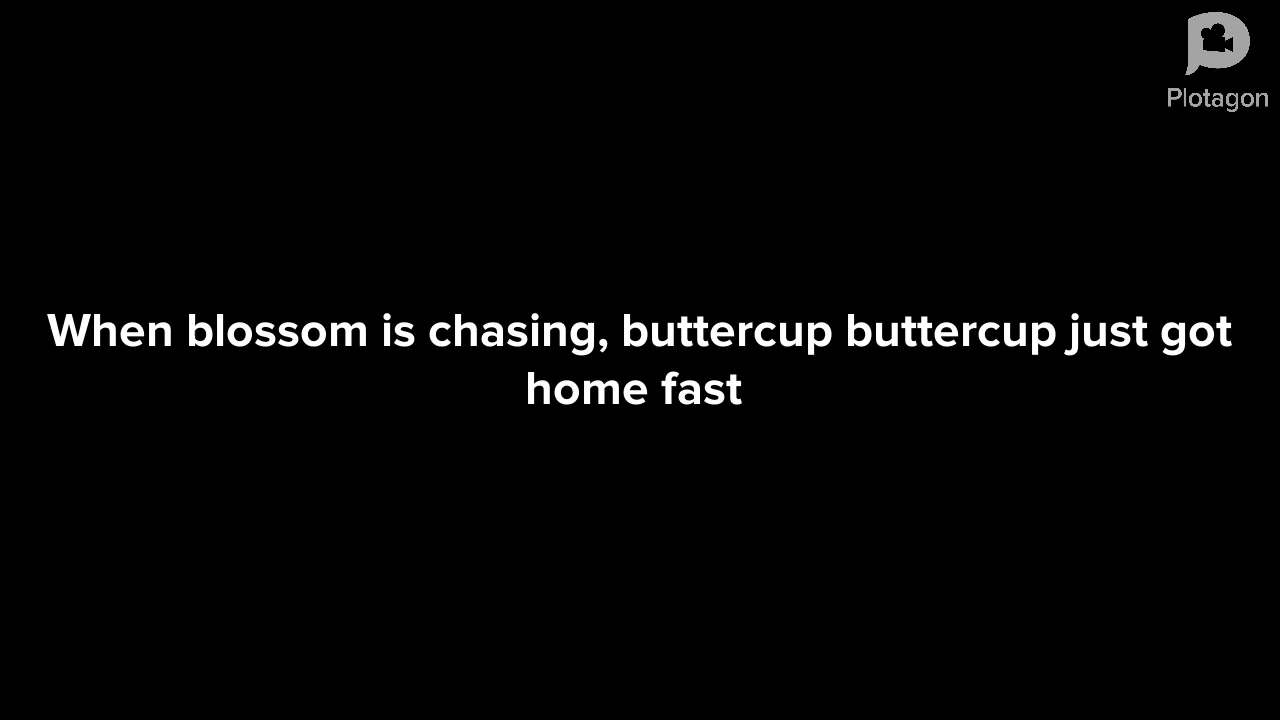 Plotagon
When blossom is chasing, buttercup buttercup just got
home fast